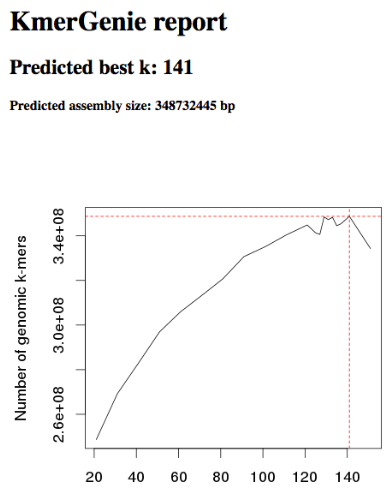 KmerGenie report
Predicted best k: 141
Predicted assembly size: 348732445 bp
Number of genomic k-mers
3.4e+08
3.0e+08
2.6e+08
20 40 60 80 100 120 140